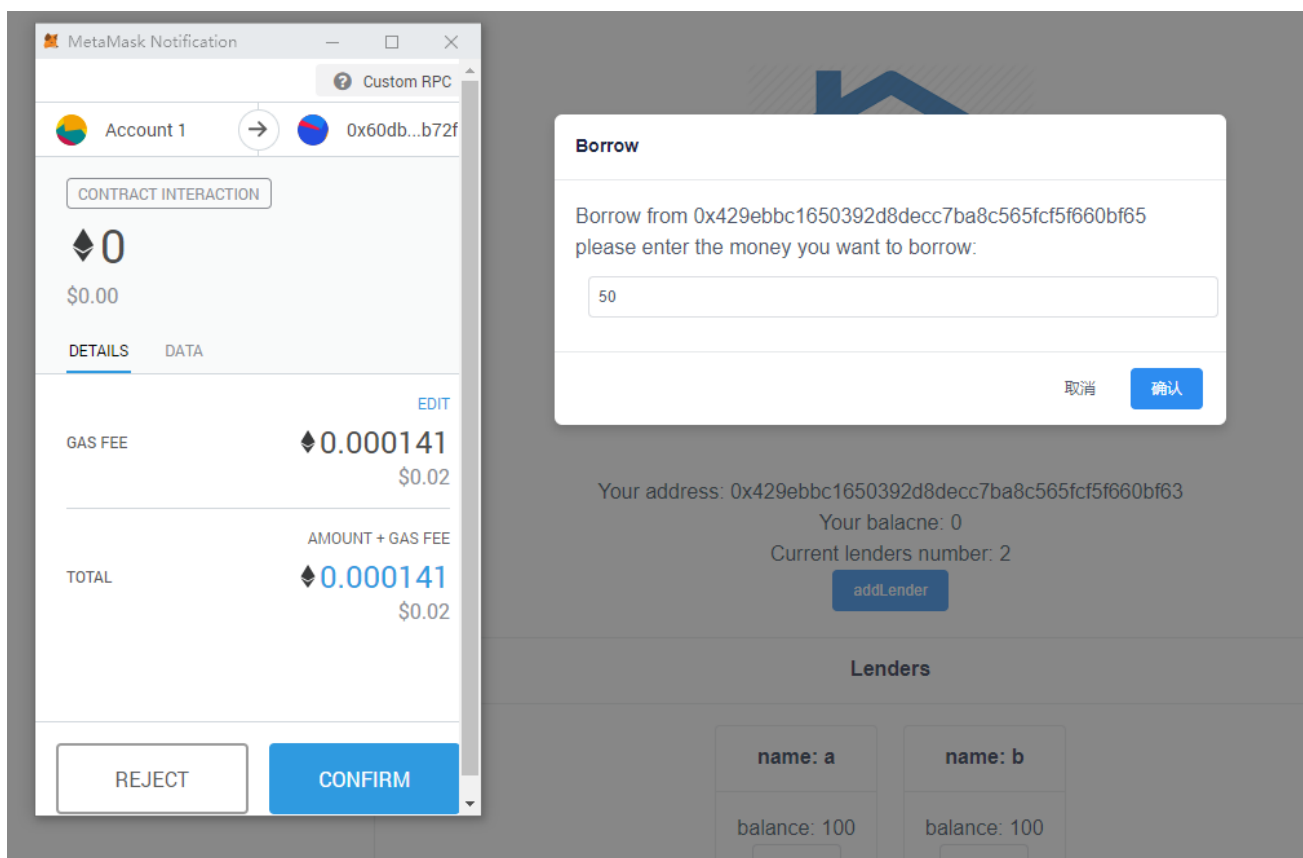 MetaMask Notification
Custom RPC
Account 1
0x60db...b72f
CONTRACT INTERACTION
0
$0.00
DETAILS DATA
EDIT
GAS FEE 0.000141
$0.02
AMOUNT + GAS FEE
TOTAL 0.000141
$0.02
REJECT CONFIRM
Borrow
Borrow from 0x429ebbc1650392d8decc7ba8c565fcf5f660bf65
please enter the money you want to borrow:
50
取消 确认
Your address: 0x429ebbc1650392d8decc7ba8c565fcf5f660bf63
Your balacne: 0
Current lenders number: 2
addLender
Lenders
name: a name: b
balance: 100 balance: 100